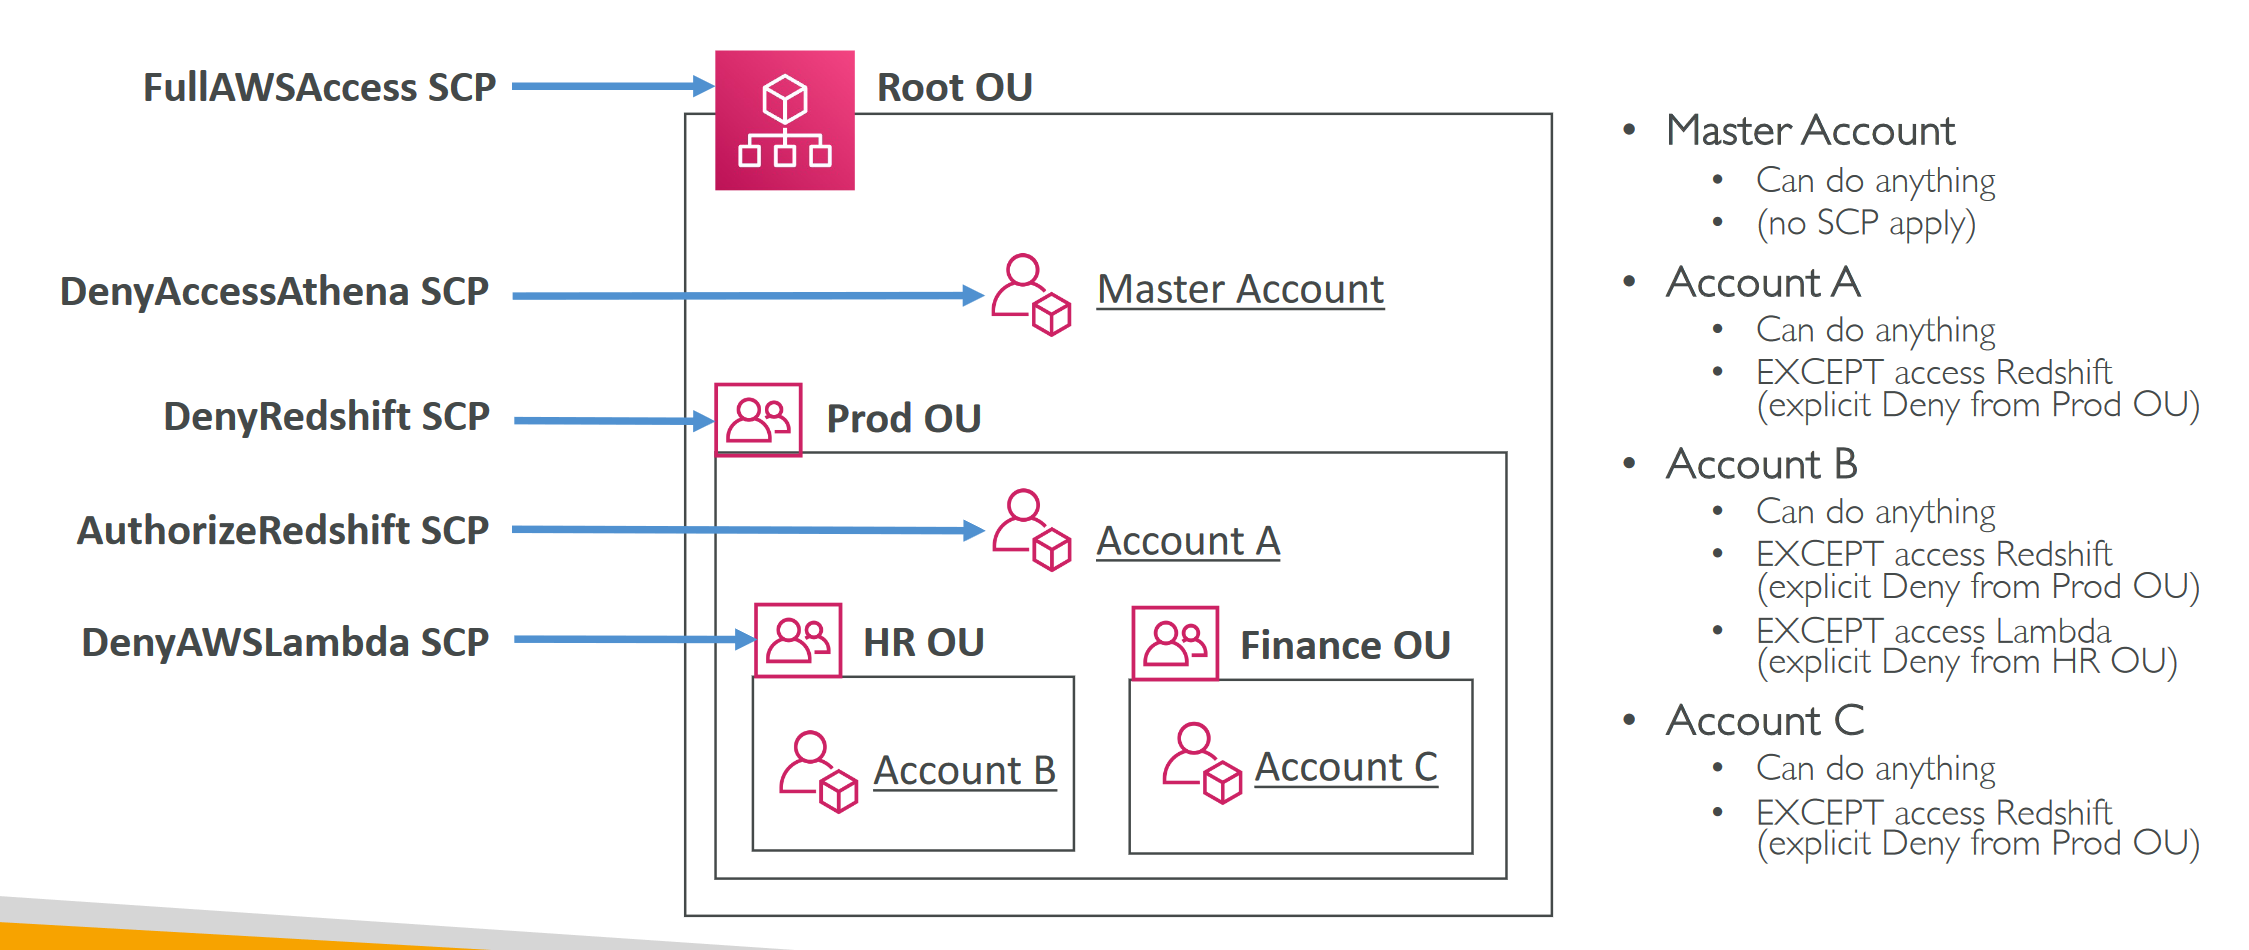 FullAWSAccess SCP
Root OU
DenyAccessAthena SCP
Master Account
DenyRedshift SCP
Prod OU
AuthorizeRedshift SCP
Account A
DenyAWSLambda SCP
HR OU
Finance OU
Account B
Account C
• Master Account
• Can do anything
• (no SCP apply)
• Account A
• Can do anything
• EXCEPT access Redshift
(explicit Deny from Prod OU)
• Account B
• Can do anything
• EXCEPT access Redshift
(explicit Deny from Prod OU)
• EXCEPT access Lambda
(explicit Deny from HR OU)
• Account C
• Can do anything
• EXCEPT access Redshift
(explicit Deny from Prod OU)